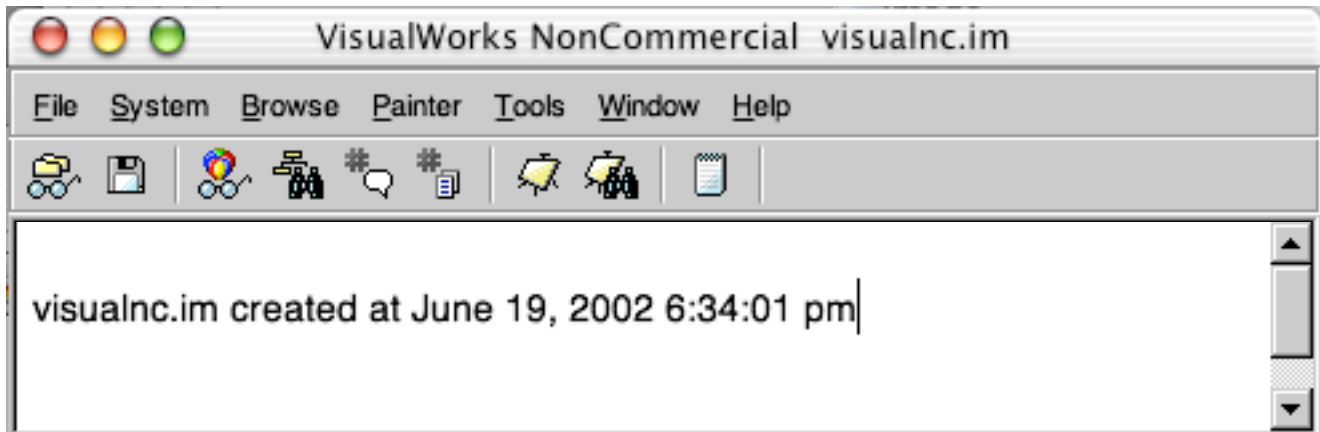 VisualWorks NonCommercial visualnc.im
File System Browse Painter Tools Window Help
visualnc.im created at June 19, 2002 6:34:01 pm